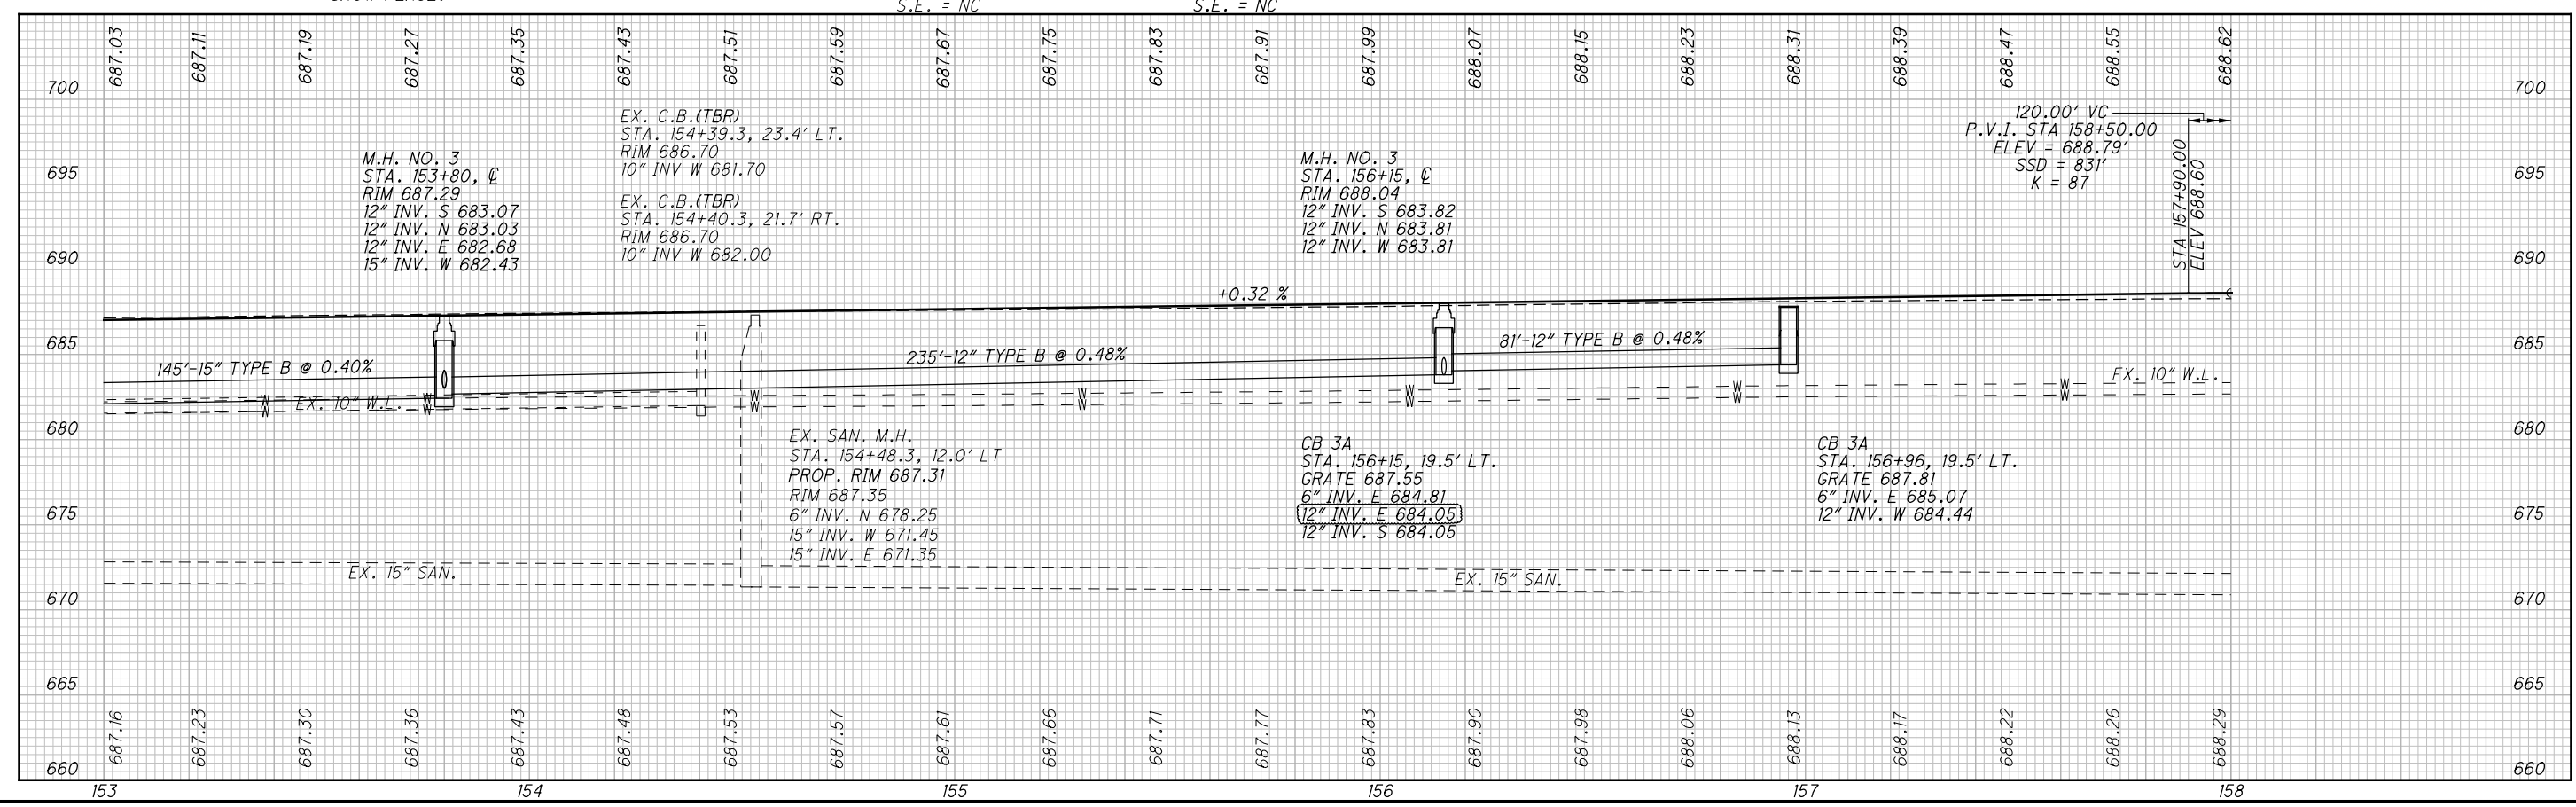 S.E. = NC
S.E. = NC
687.03
687.11
687.19
687.27
687.35
687.43
687.51
687.59
687.67
687.75
687.83
687.91
687.99
688.07
688.15
688.23
688.31
688.39
688.47
688.55
688.62
700
695
690
685
680
675
670
665
660
M.H. NO. 3
STA. 153+80, ℄
RIM 687.29
12" INV. S 683.07
12" INV. N 683.03
12" INV. E 682.68
15" INV. W 682.43
EX. C.B.(TBR)
STA. 154+39.3, 23.4' LT.
RIM 686.70
10" INV W 681.70
EX. C.B.(TBR)
STA. 154+40.3, 21.7' RT.
RIM 686.70
10" INV W 682.00
M.H. NO. 3
STA. 156+15, ℄
RIM 688.04
12" INV. S 683.82
12" INV. N 683.81
12" INV. W 683.81
120.00' VC
P.V.I. STA 158+50.00
ELEV = 688.79'
SSD = 831'
K = 87
STA 157+90.00
ELEV 688.60
700
695
690
685
680
675
670
665
660
+0.32 %
145'-15" TYPE B @ 0.40%
235'-12" TYPE B @ 0.48%
81'-12" TYPE B @ 0.48%
EX. 10" W.L.
EX. 10" W.L.
W
W
W
W
W
W
W
W
W
W
W
W
W
W
EX. SAN. M.H.
STA. 154+48.3, 12.0' LT
PROP. RIM 687.31
RIM 687.35
6" INV. N 678.25
15" INV. W 671.45
15" INV. E 671.35
CB 3A
STA. 156+15, 19.5' LT.
GRATE 687.55
6" INV. E 684.81
12" INV. E 684.05
12" INV. S 684.05
CB 3A
STA. 156+96, 19.5' LT.
GRATE 687.81
6" INV. E 685.07
12" INV. W 684.44
EX. 15" SAN.
EX. 15" SAN.
687.16
687.23
687.30
687.36
687.43
687.48
687.53
687.57
687.61
687.66
687.71
687.77
687.83
687.90
687.98
688.06
688.13
688.17
688.22
688.26
688.29
153
154
155
156
157
158